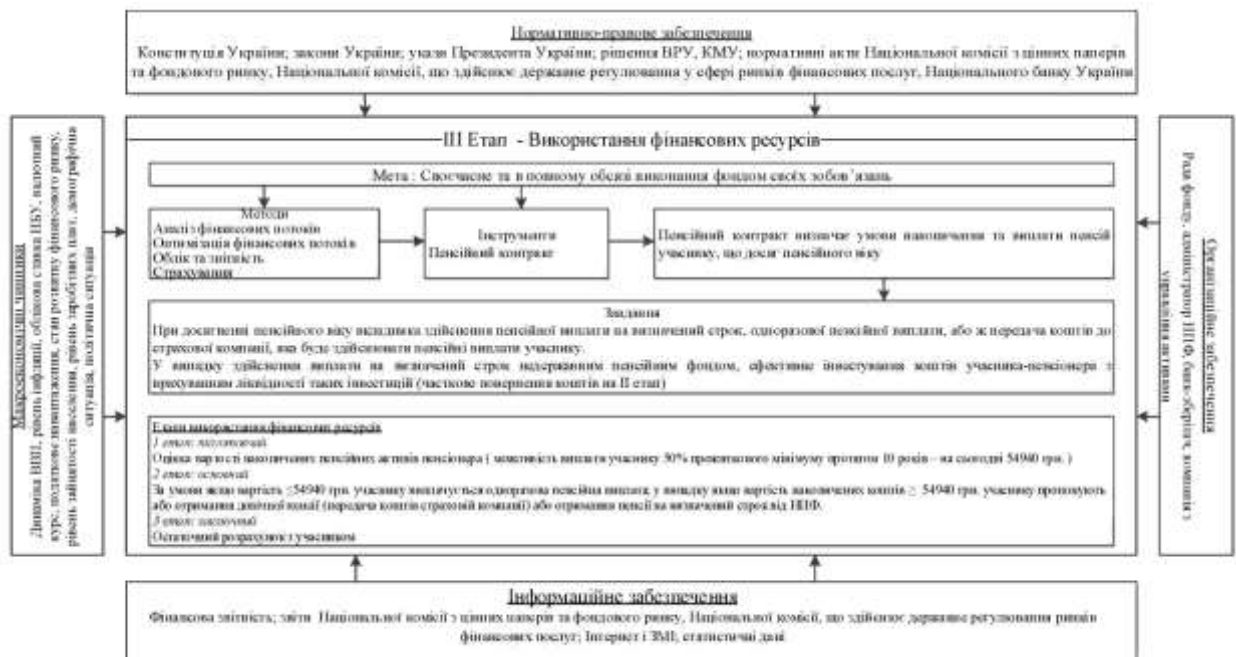 Нормативно-правове забезпечення
Конституція України; закони України; укази Президента України; рішення ВРУ, КМУ; нормативні акти Національної комісії з цінних паперів
та фондового ринку, Національної комісії, що здійснює державне регулювання у сфері ринків фінансових послуг, Національного банку України
Макроекономічні чинники
Динаміка ВВП, рівень інфляції, облікова ставка НБУ, валютний
курс, податкове навантаження, стан розвитку фінансового ринку,
рівень зайнятості населення, рівень заробітних плат, демографічна
ситуація, політична ситуація
ІІІ Етап - Використання фінансових ресурсів
Мета : Своєчасне та в повному обсязі виконання фондом своїх зобов’язань
Методи
Аналіз фінансових потоків
Оптимізація фінансових потоків
Облік та звітність
Страхування
Інструменти
Пенсійний контракт
Пенсійний контракт визначає умови накопичення та виплати пенсій
учаснику, що досяг пенсійного віку
Завдання
При досягненні пенсійного віку вкладника здійснення пенсійної виплати на визначений строк, одноразової пенсійної виплати, або ж передача коштів до
страхової компанії, яка буде здійснювати пенсійні виплати учаснику.
У випадку здійснення виплати на визначений строк недержавним пенсійним фондом, ефективне інвестування коштів учасника-пенсіонера з
врахуванням ліквідності таких інвестицій (часткове повернення коштів на ІІ етап)
Етапи використання фінансових ресурсів
1 етап: підготовчий
Оцінка вартості накопичених пенсійних активів пенсіонера ( можливість виплати учаснику 50% прожиткового мінімуму протягом 10 років – на сьогодні 54940 грн. )
2 етап: основний
За умови якщо вартість ≤54940 грн. учаснику виплачується одноразова пенсійна виплата, у випадку якщо вартість накопичених коштів ≥ 54940 грн. учаснику пропонують
або отримання довічної пенсії (передача коштів страховій компанії) або отримання пенсії на визначений строк від НПФ.
3 етап: заключний
Остаточний розрахунок з учасником
Організаційне забезпечення
Рада фонду, адміністратор НПФ, банк-зберігач, компанія з
управління активами
Інформаційне забезпечення
Фінансова звітність; звіти Національної комісії з цінних паперів та фондового ринку, Національної комісії, що здійснює державне регулювання ринків
фінансових послуг; Інтернет і ЗМІ, статистичні дані